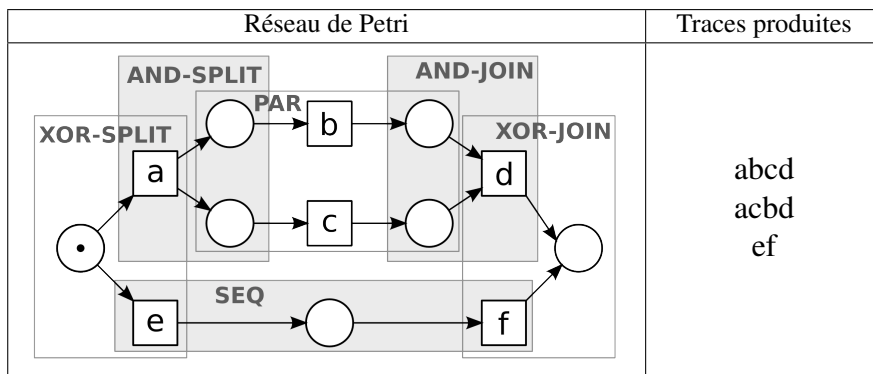 Réseau de Petri
Traces produites
AND-SPLIT
AND-JOIN
PAR
XOR-SPLIT
XOR-JOIN
a
b
c
d
SEQ
e
f
abcd
acbd
ef